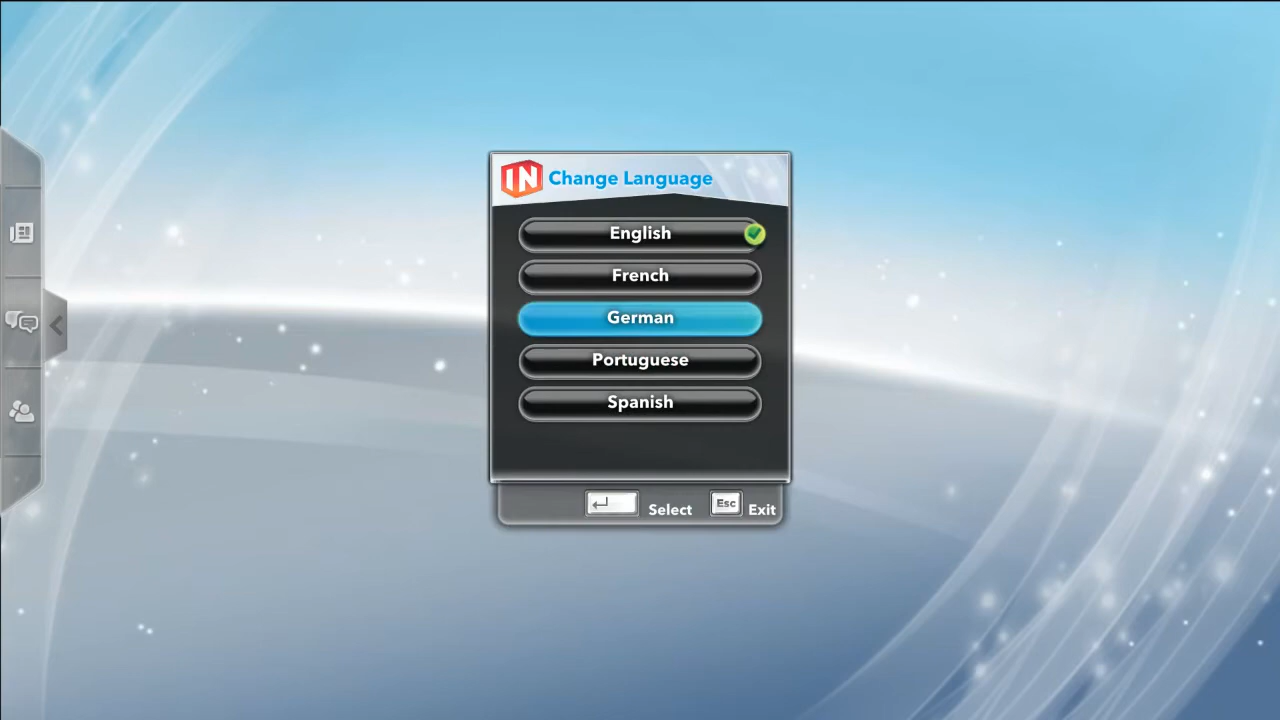 IN Change Language
English
French
German
Portuguese
Spanish
Select Esc Exit